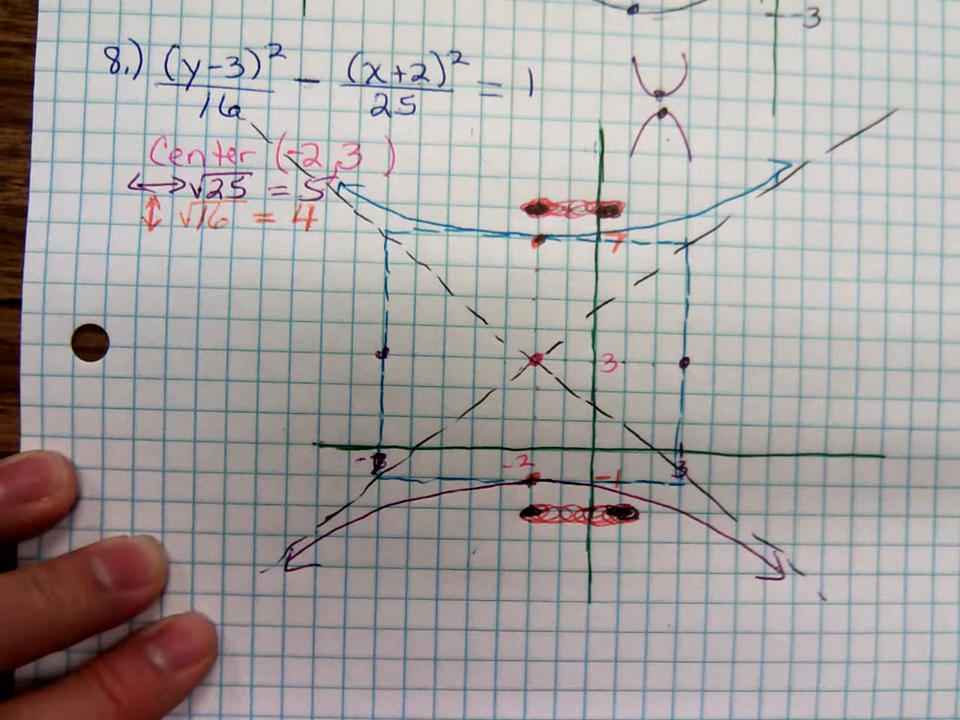 -3
8.) (y-3)²/16 - (x+2)²/25 = 1
Center (-2,3)
↔ √25 = 5
↕ √16 = 4
7
3
-2 3
-1